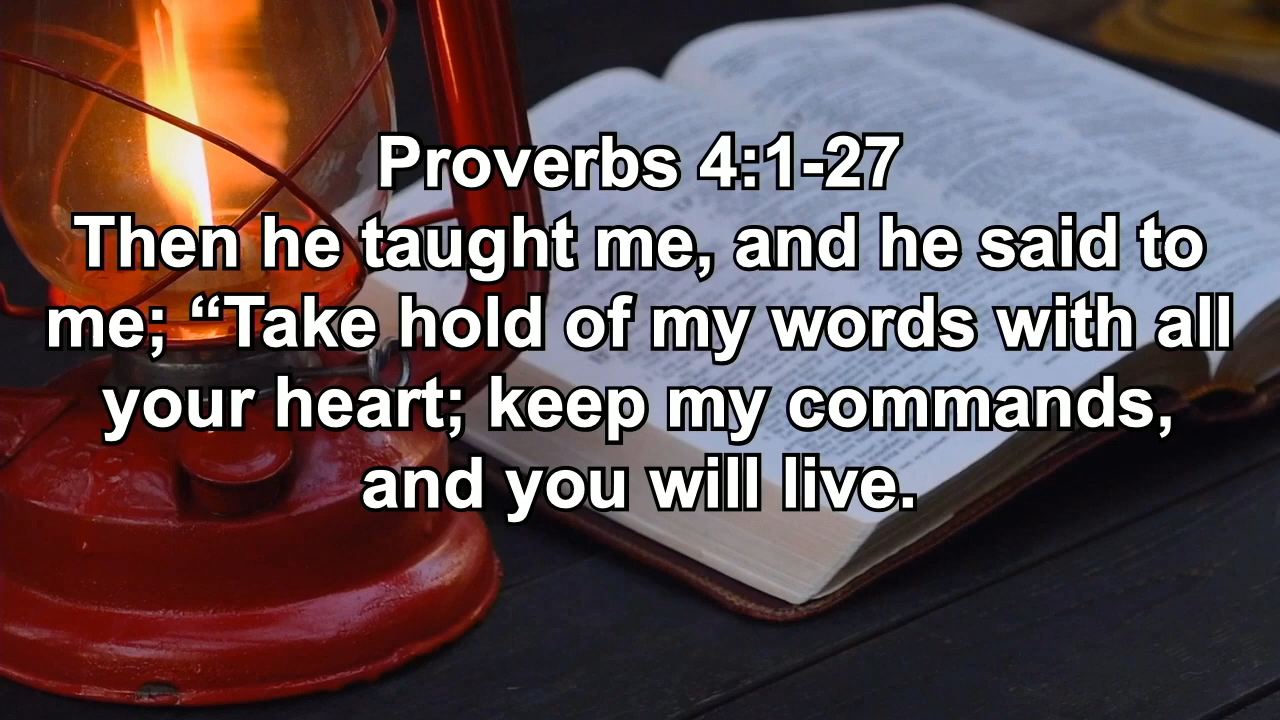 Proverbs 4:1-27
Then he taught me, and he said to
me; “Take hold of my words with all
your heart; keep my commands,
and you will live.